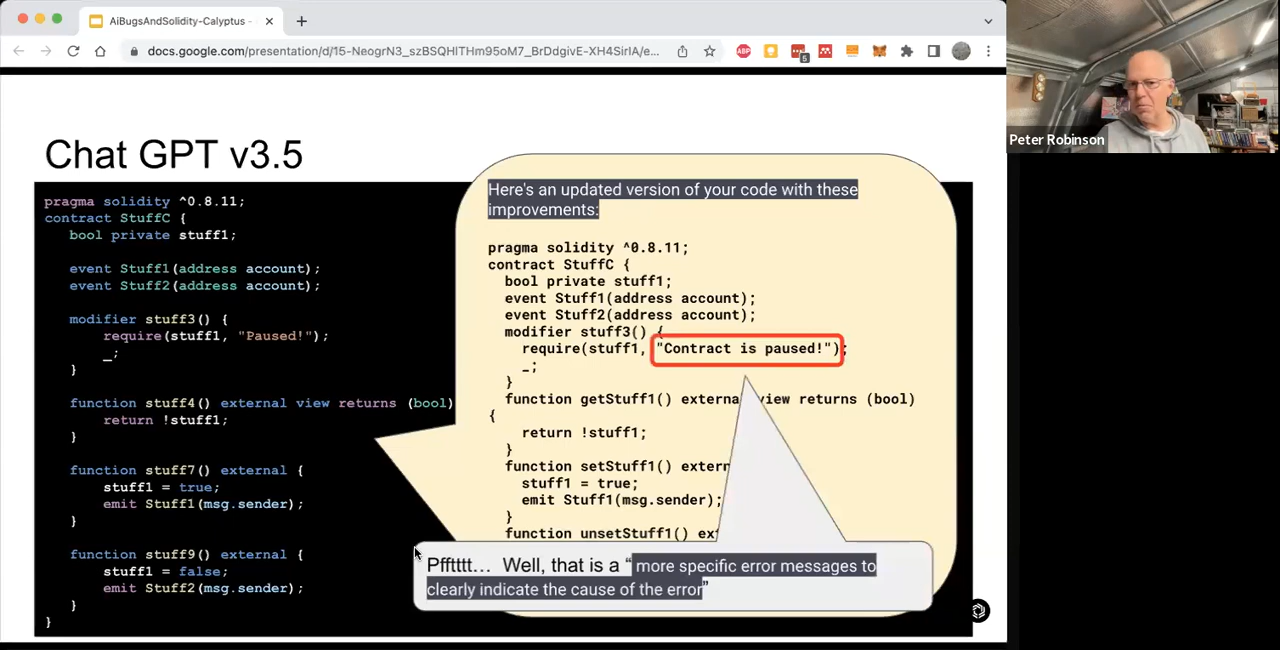 AiBugsAndSolidity-Calyptus -
docs.google.com/presentation/d/15-NeogrN3_szBSQHITHm95oM7_BrDdgivE-XH4SirIA/e...
ABP
5
Peter Robinson
Chat GPT v3.5
pragma solidity ^0.8.11;
contract StuffC {
bool private stuff1;
event Stuff1(address account);
event Stuff2(address account);
modifier stuff3() {
require(stuff1, "Paused!");
_;
}
function stuff4() external view returns (bool)
return !stuff1;
}
function stuff7() external {
stuff1 = true;
emit Stuff1(msg.sender);
}
function stuff9() external {
stuff1 = false;
emit Stuff2(msg.sender);
}
}
Here's an updated version of your code with these
improvements:
pragma solidity ^0.8.11;
contract StuffC {
bool private stuff1;
event Stuff1(address account);
event Stuff2(address account);
modifier stuff3() {
require(stuff1, "Contract is paused!");
_;
}
function getStuff1() externa view returns (bool)
{
return !stuff1;
}
function setStuff1() extern
stuff1 = true;
emit Stuff1(msg.sender);
}
function unsetStuff1() ex
Pfftttt... Well, that is a “ more specific error messages to
clearly indicate the cause of the error”